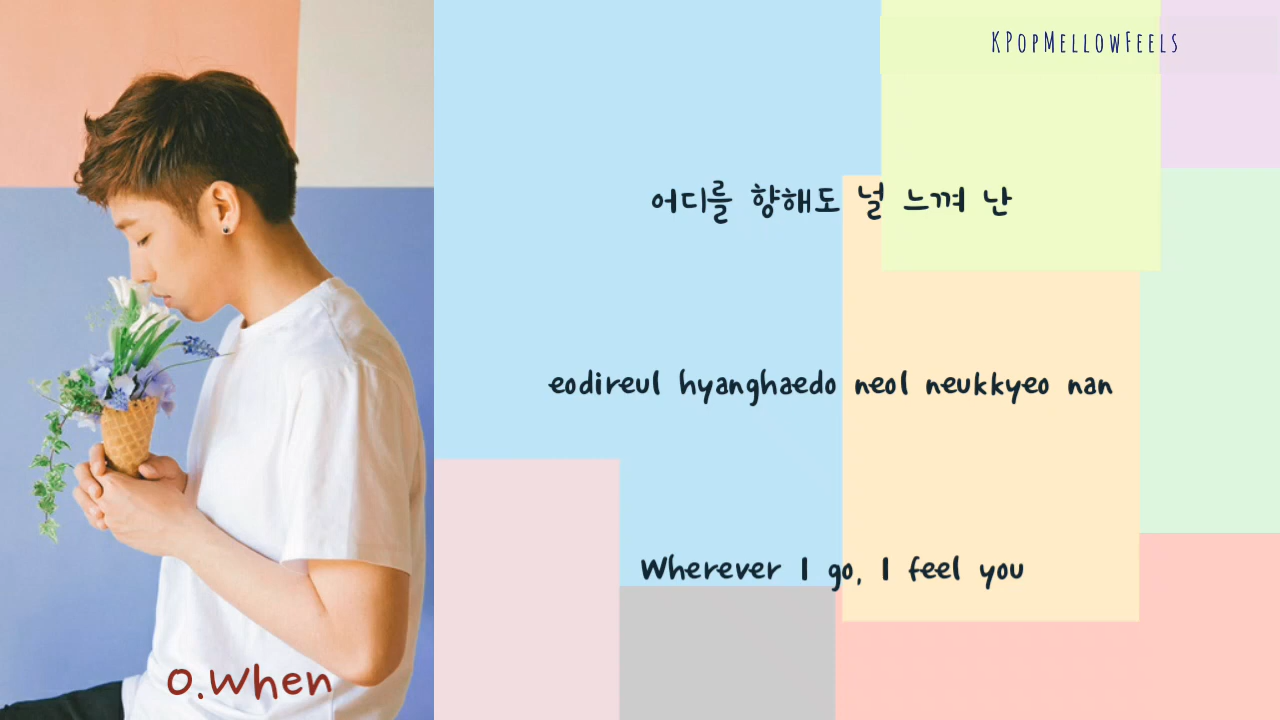 KPopMellowFeels
어디를 향해도 널 느껴 난
eodireul hyanghaedo neol neukkyeo nan
Wherever I go, I feel you
O.When